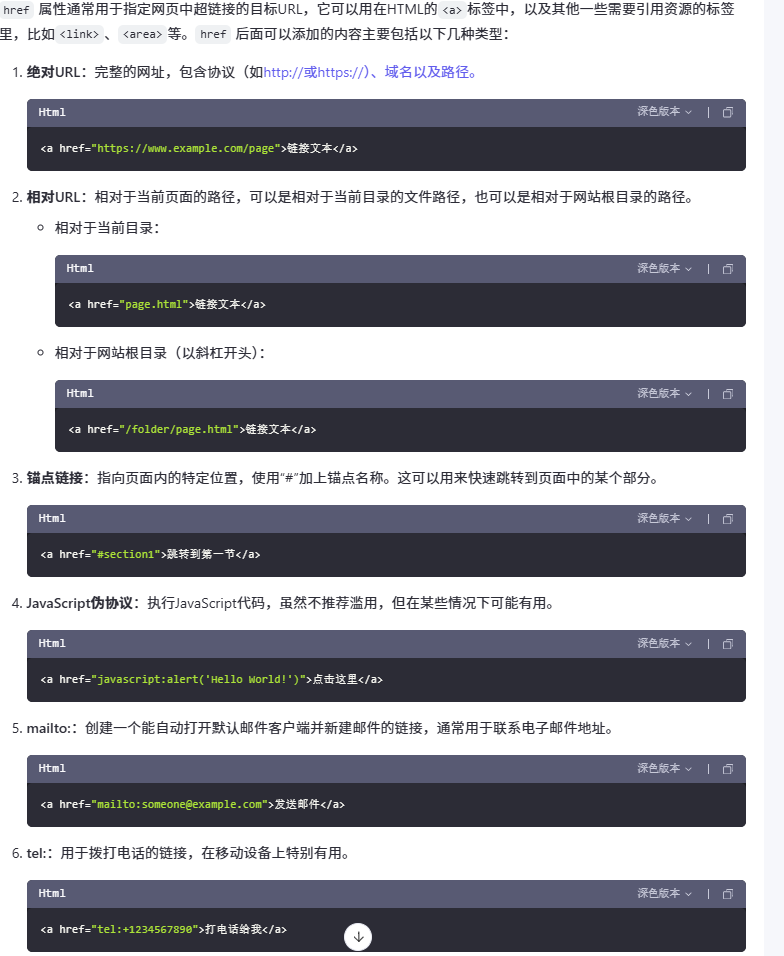 href 属性通常用于指定网页中超链接的目标URL，它可以用在HTML的 <a> 标签中，以及其他一些需要引用资源的标签
里，比如 <link> 、 <area> 等。 href 后面可以添加的内容主要包括以下几种类型：
1. 绝对URL：完整的网址，包含协议（如http://或https://）、域名以及路径。
Html 深色版本 |
<a href="https://www.example.com/page">链接文本</a>
2. 相对URL：相对于当前页面的路径，可以是相对于当前目录的文件路径，也可以是相对于网站根目录的路径。
相对于当前目录：
Html 深色版本 |
<a href="page.html">链接文本</a>
相对于网站根目录（以斜杠开头）：
Html 深色版本 |
<a href="/folder/page.html">链接文本</a>
3. 锚点链接：指向页面内的特定位置，使用“#”加上锚点名称。这可以用来快速跳转到页面中的某个部分。
Html 深色版本 |
<a href="#section1">跳转到第一节</a>
4. JavaScript伪协议：执行JavaScript代码，虽然不推荐滥用，但在某些情况下可能有用。
Html 深色版本 |
<a href="javascript:alert('Hello World!')">点击这里</a>
5. mailto:：创建一个能自动打开默认邮件客户端并新建邮件的链接，通常用于联系电子邮件地址。
Html 深色版本 |
<a href="mailto:someone@example.com">发送邮件</a>
6. tel:：用于拨打电话的链接，在移动设备上特别有用。
Html 深色版本 |
<a href="tel:+1234567890">打电话给我</a>